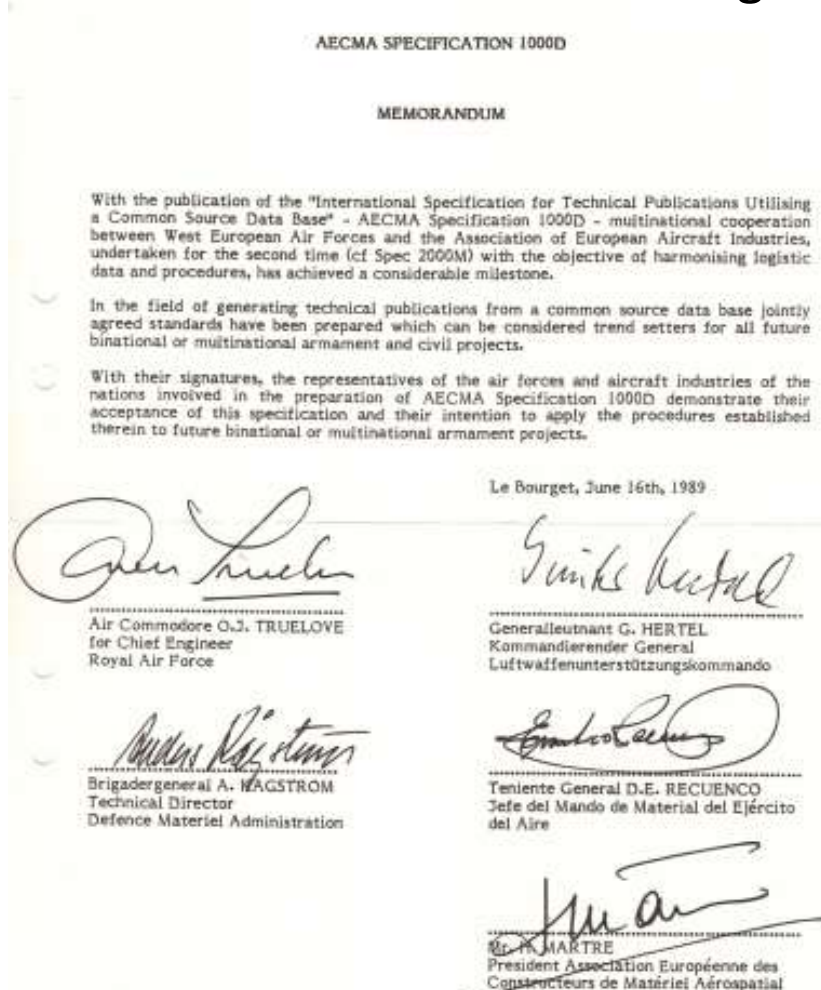 AECMA SPECIFICATION 1000D
MEMORANDUM
With the publication of the "International Specification for Technical Publications Utilising
a Common Source Data Base" - AECMA Specification 1000D - multinational cooperation
between West European Air Forces and the Association of European Aircraft Industries,
undertaken for the second time (cf Spec 2000M) with the objective of harmonising logistic
data and procedures, has achieved a considerable milestone.
In the field of generating technical publications from a common source data base jointly
agreed standards have been prepared which can be considered trend setters for all future
binational or multinational armament and civil projects.
With their signatures, the representatives of the air forces and aircraft industries of the
nations involved in the preparation of AECMA Specification 1000D demonstrate their
acceptance of this specification and their intention to apply the procedures established
therein to future binational or multinational armament projects.
Le Bourget, June 16th, 1989
Air Commodore O.J. TRUELOVE
for Chief Engineer
Royal Air Force
Generalleutnant G. HERTEL
Kommandierender General
Luftwaffenunterstützungskommando
Brigadergeneral A. HAGSTROM
Technical Director
Defence Materiel Administration
Teniente General D.E. RECUENCO
Jefe del Mando de Material del Ejército
del Aire
Mr. MARTRE
President Association Européenne des
Constructeurs de Matériel Aérospatial